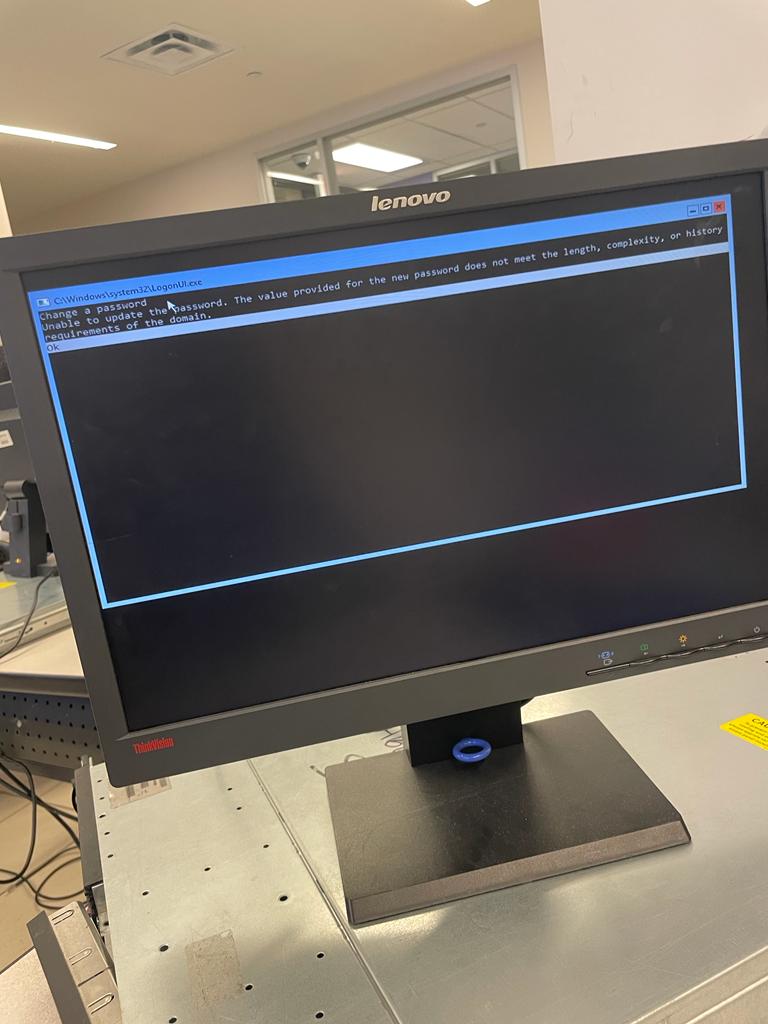 lenovo
C:\Windows\system32\LogonUI.exe
Change a password
Unable to update the password. The value provided for the new password does not meet the length, complexity, or history
requirements of the domain.
Ok
ThinkVision